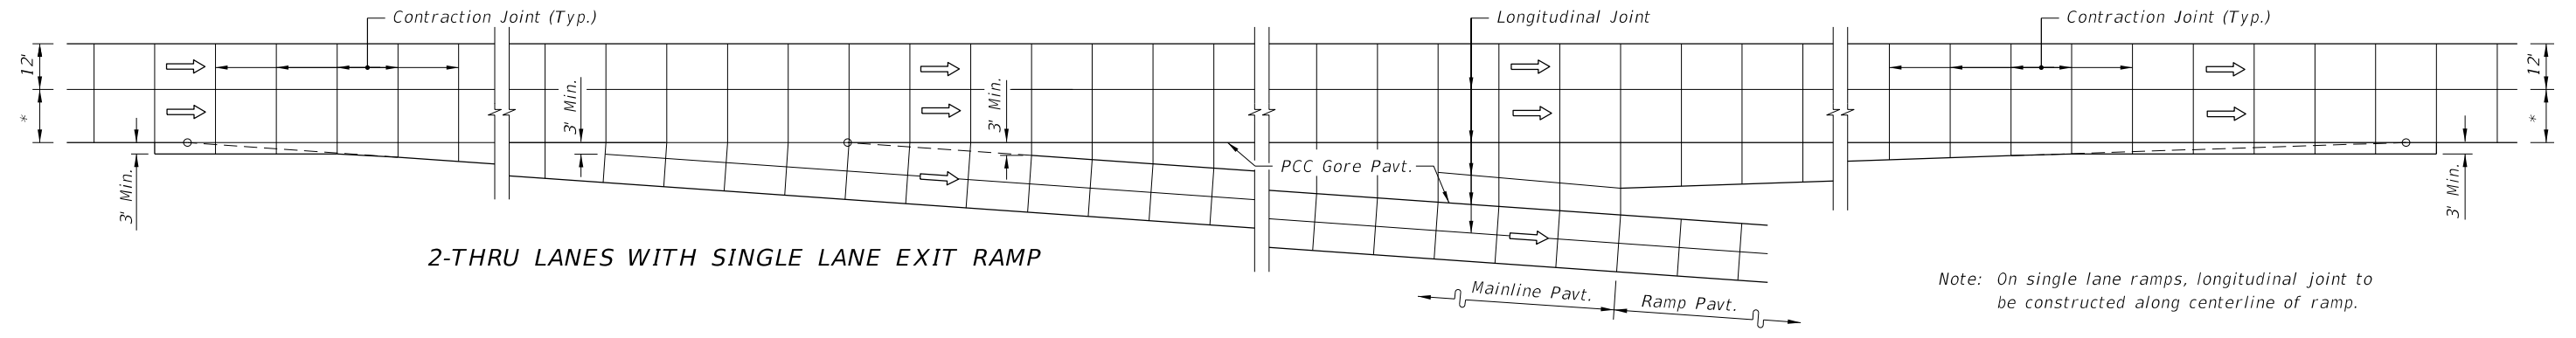 Contraction Joint (Typ.)
Longitudinal Joint
Contraction Joint (Typ.)
12'
*
3' Min.
3' Min.
3' Min.
12'
*
3' Min.
PCC Gore Pavt.
2-THRU LANES WITH SINGLE LANE EXIT RAMP
Mainline Pavt.
Ramp Pavt.
Note: On single lane ramps, longitudinal joint to
be constructed along centerline of ramp.